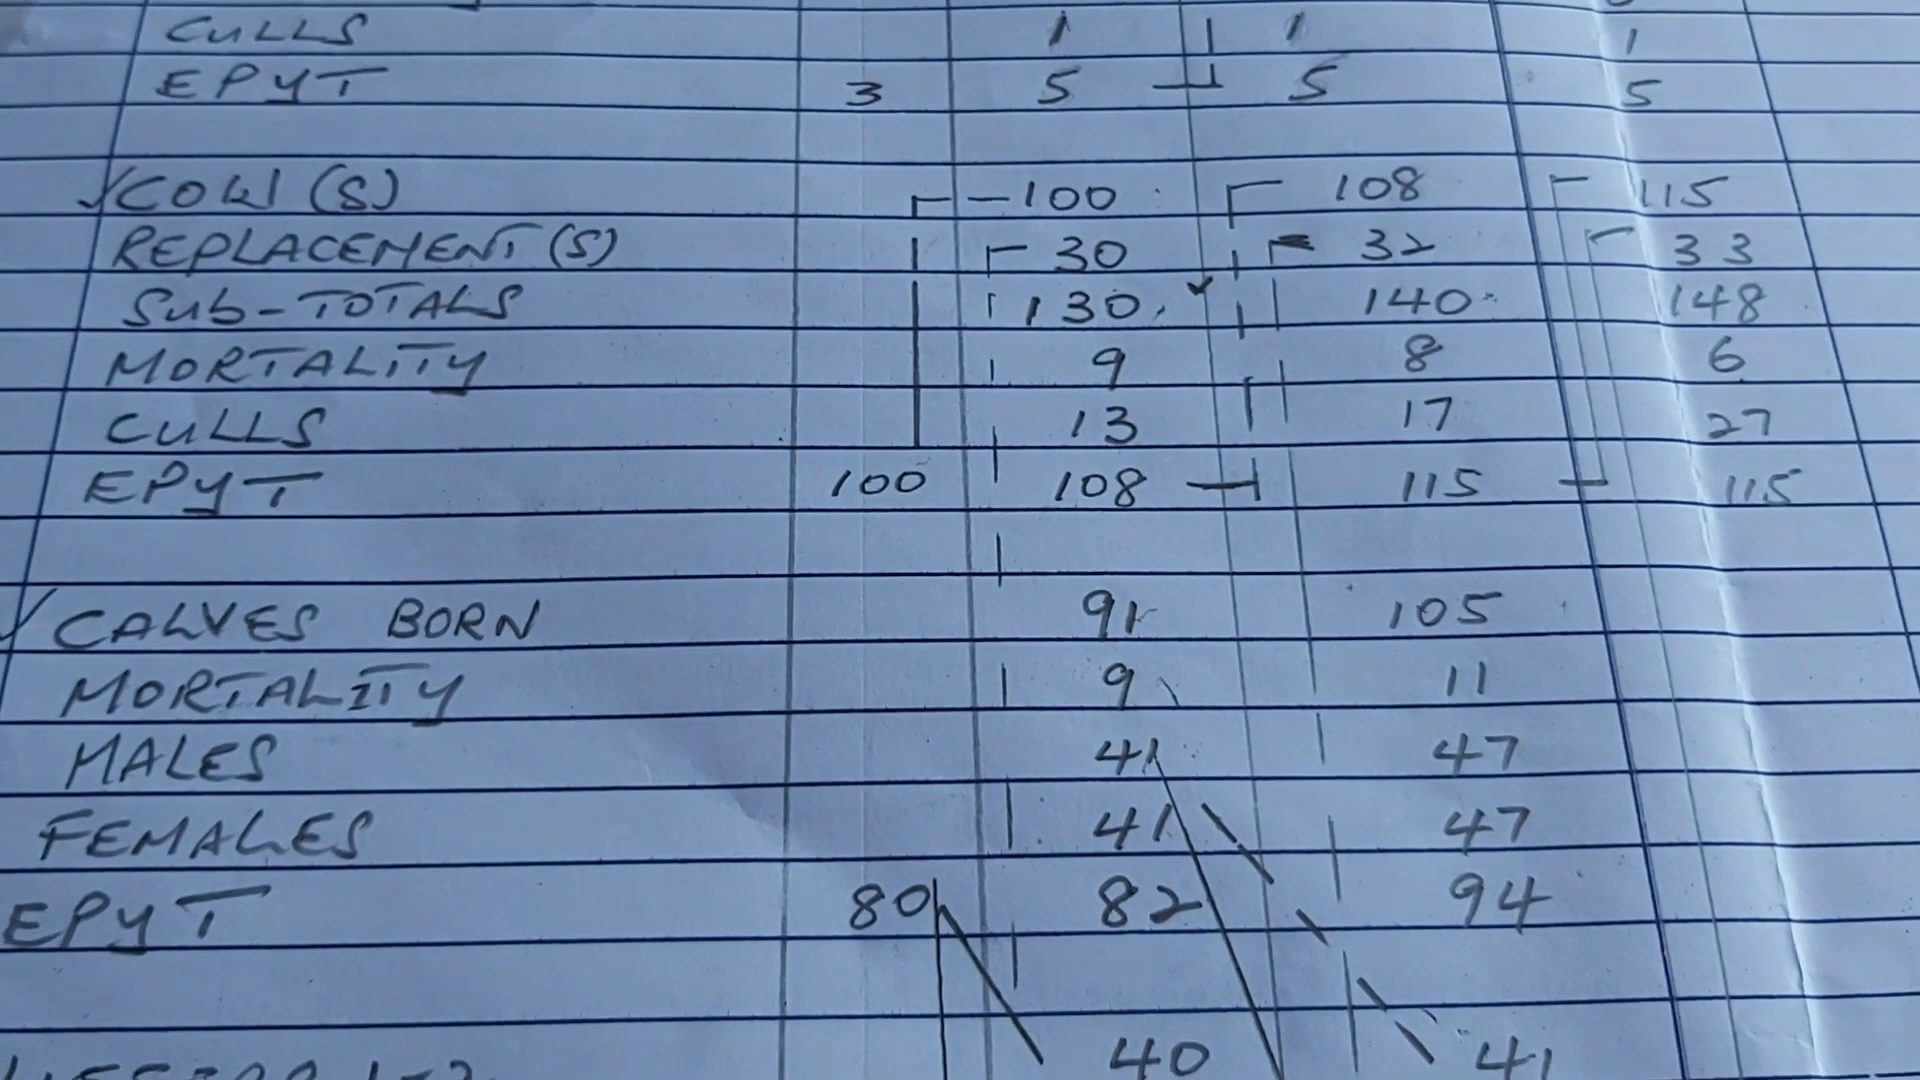 CULLS 1 1 1
EPYT 3 5 5 5
COW (S) 100 108 115
REPLACEMENT (S) 30 32 33
SUB-TOTALS 130 140 148
MORTALITY 9 8 6
CULLS 13 17 27
EPYT 100 108 115 115
CALVES BORN 91 105
MORTALITY 9 11
MALES 41 47
FEMALES 41 47
EPYT 80 82 94
40 41